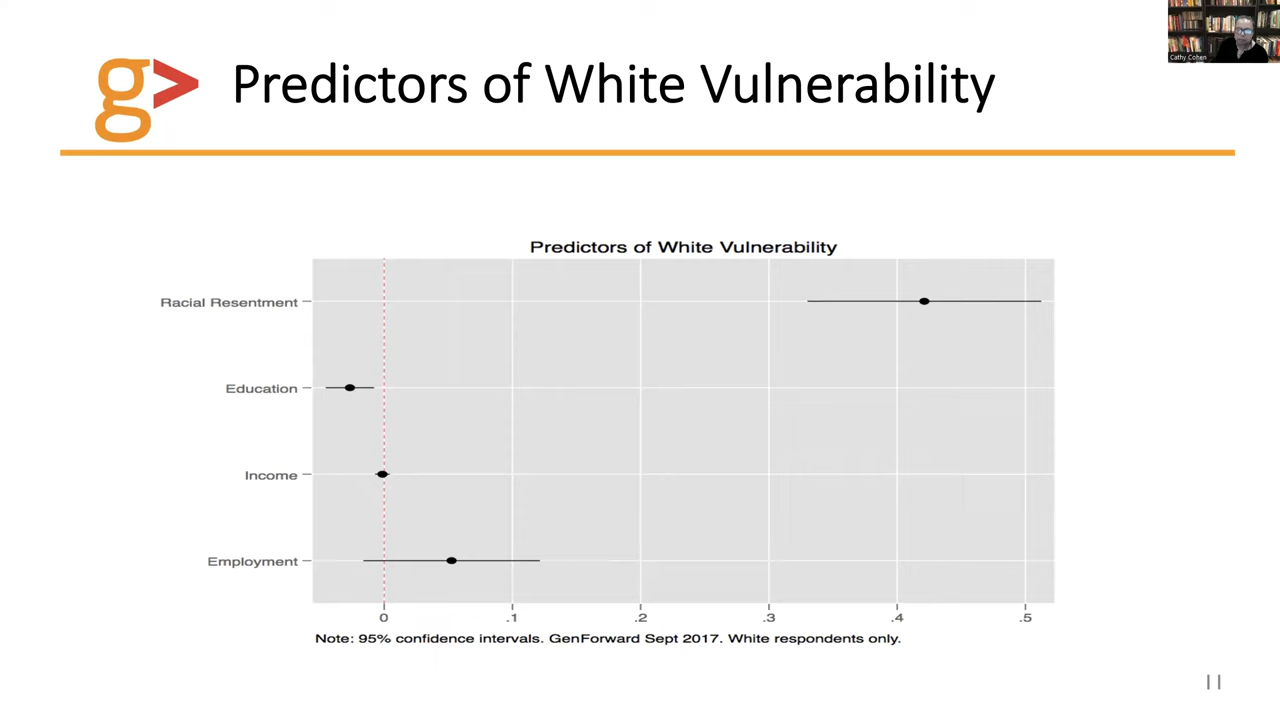 g> Predictors of White Vulnerability
Cathy Cohen
Predictors of White Vulnerability
Racial Resentment
Education
Income
Employment
0 .1 .2 .3 .4 .5
Note: 95% confidence intervals. GenForward Sept 2017. White respondents only.
11